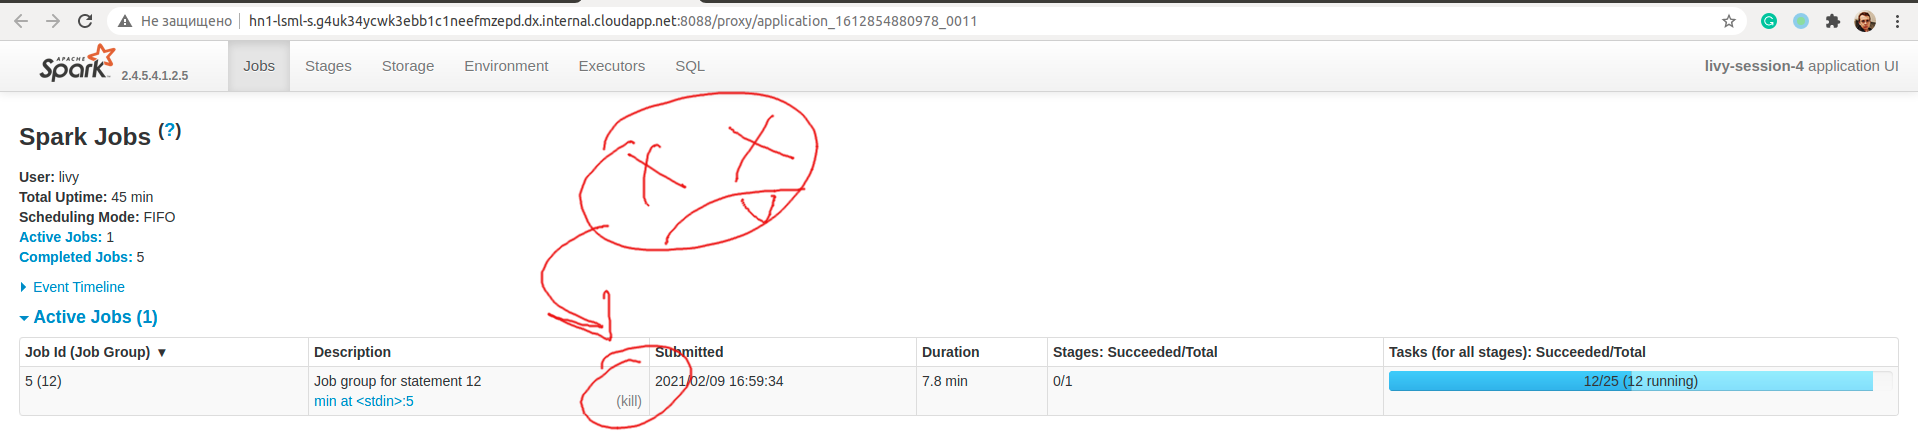 Не защищено | hn1-lsml-s.g4uk34ycwk3ebb1c1neefmzepd.dx.internal.cloudapp.net:8088/proxy/application_1612854880978_0011
APACHE Spark 2.4.5.4.1.2.5 Jobs Stages Storage Environment Executors SQL livy-session-4 application UI
Spark Jobs (?)
User: livy
Total Uptime: 45 min
Scheduling Mode: FIFO
Active Jobs: 1
Completed Jobs: 5
Event Timeline
Active Jobs (1)
Job Id (Job Group) ▼ Description Submitted Duration Stages: Succeeded/Total Tasks (for all stages): Succeeded/Total
5 (12) Job group for statement 12 2021/02/09 16:59:34 7.8 min 0/1 12/25 (12 running)
min at <stdin>:5 (kill)